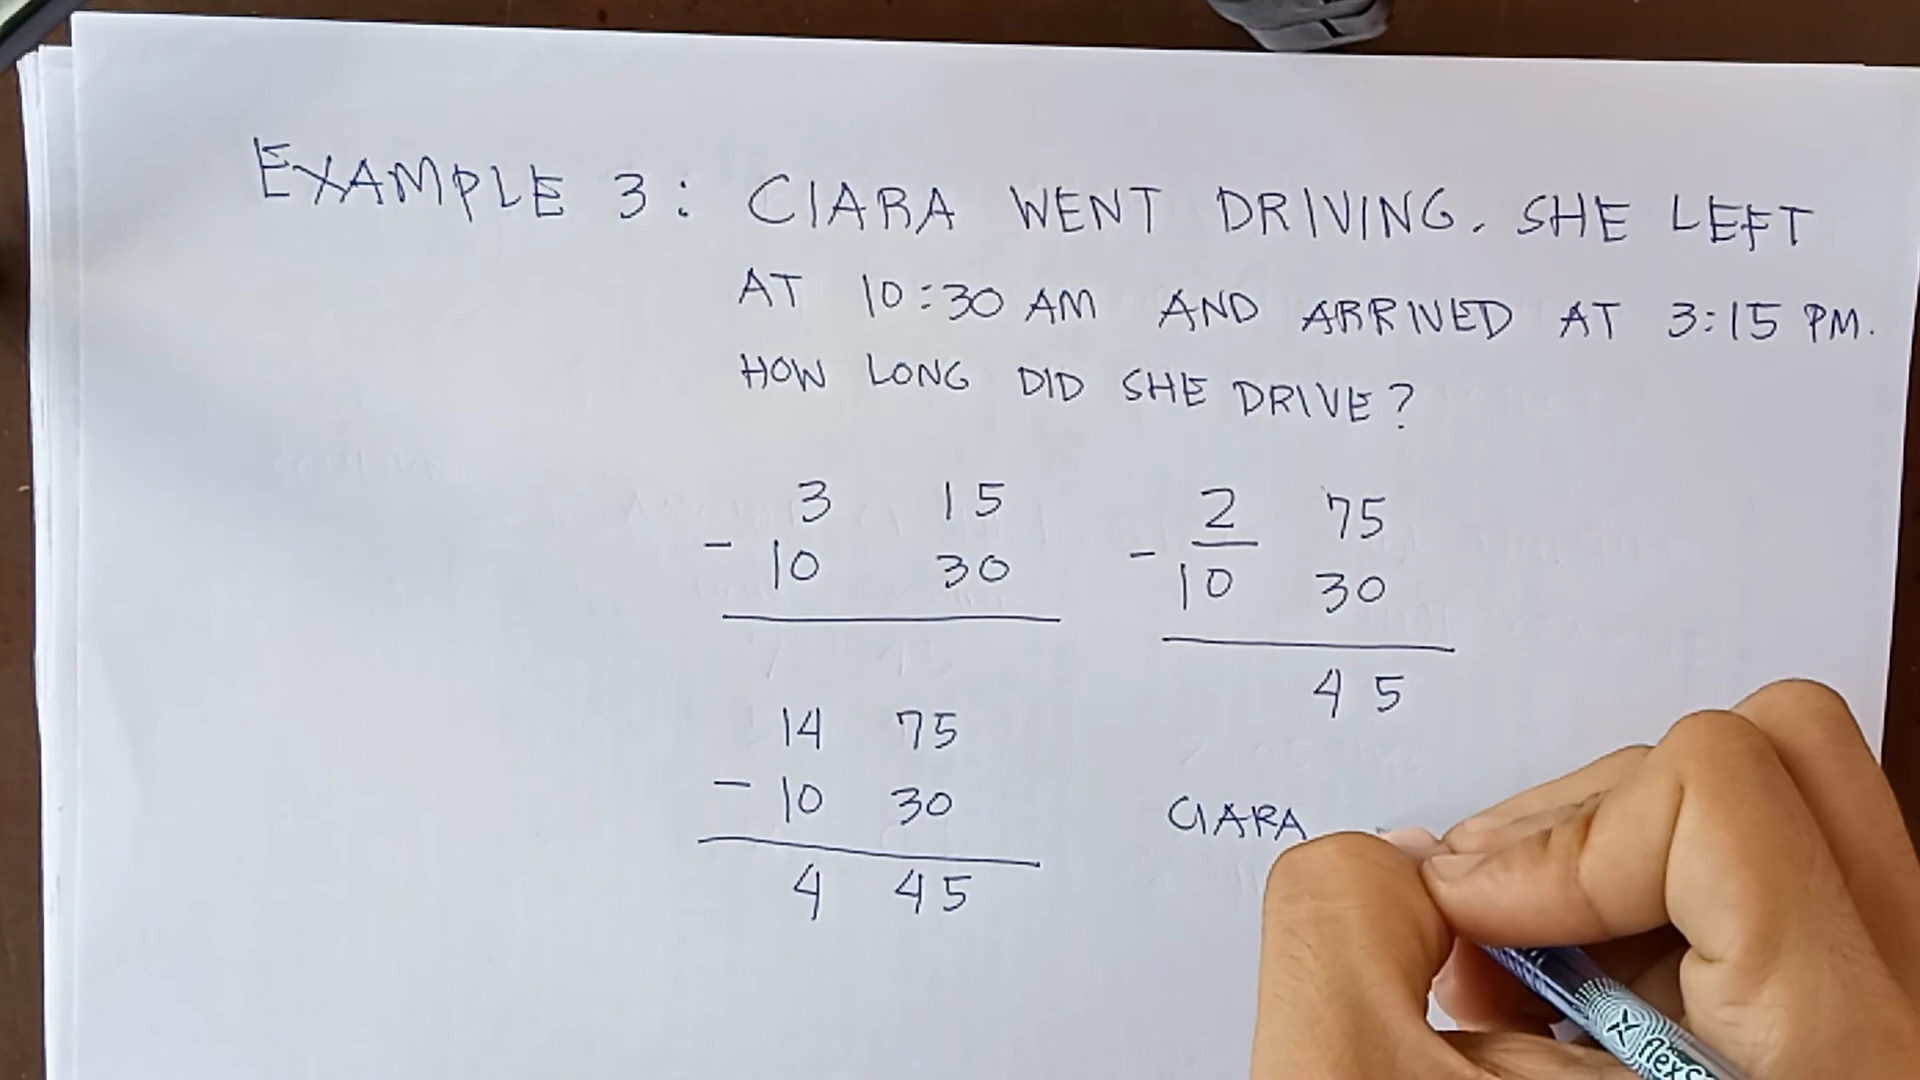 EXAMPLE 3: CIARA WENT DRIVING. SHE LEFT
AT 10:30 AM AND ARRIVED AT 3:15 PM.
HOW LONG DID SHE DRIVE?
3 15
- 10 30
2 75
- 10 30
45
14 75
- 10 30
4 45
CIARA